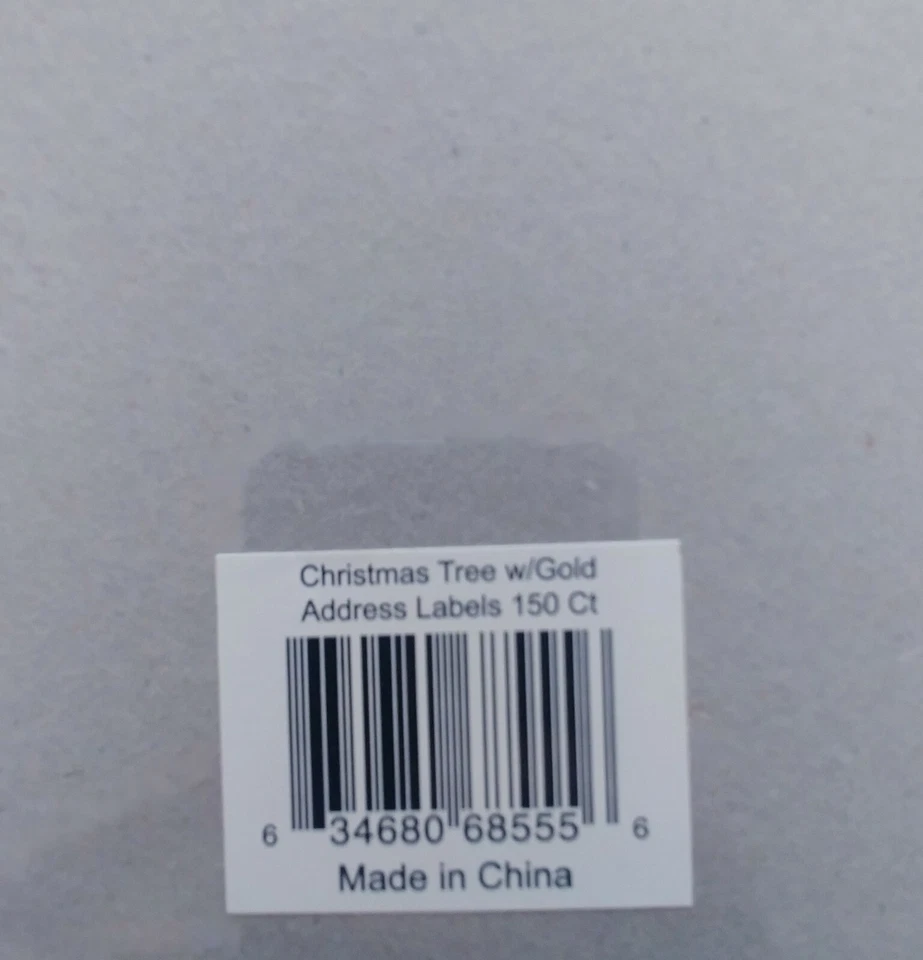 Christmas Tree w/Gold
Address Labels 150 Ct
6 34680 68555 6
Made in China